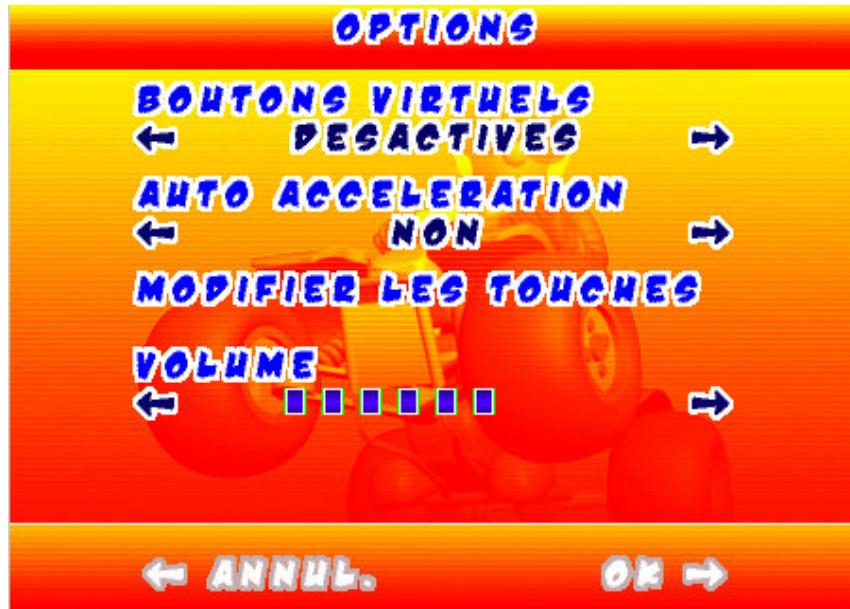 OPTIONS
BOUTONS VIRTUELS
← DESACTIVES →
AUTO ACCELERATION
← NON →
MODIFIER LES TOUCHES
VOLUME
← →
← ANNUL. OK →